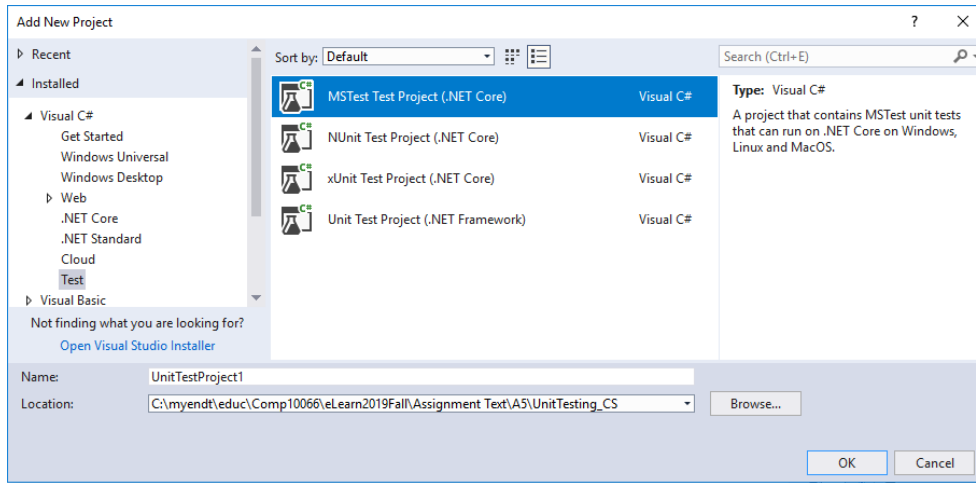 Add New Project
?
Recent
Installed
Visual C#
Get Started
Windows Universal
Windows Desktop
Web
.NET Core
.NET Standard
Cloud
Test
Visual Basic
Not finding what you are looking for?
Open Visual Studio Installer
Sort by: Default
C# MSTest Test Project (.NET Core) Visual C#
C# NUnit Test Project (.NET Core) Visual C#
C# xUnit Test Project (.NET Core) Visual C#
C# Unit Test Project (.NET Framework) Visual C#
Search (Ctrl+E)
Type: Visual C#
A project that contains MSTest unit tests
that can run on .NET Core on Windows,
Linux and MacOS.
Name: UnitTestProject1
Location: C:\myendt\educ\Comp10066\eLearn2019Fall\Assignment Text\A5\UnitTesting_CS
Browse...
OK Cancel